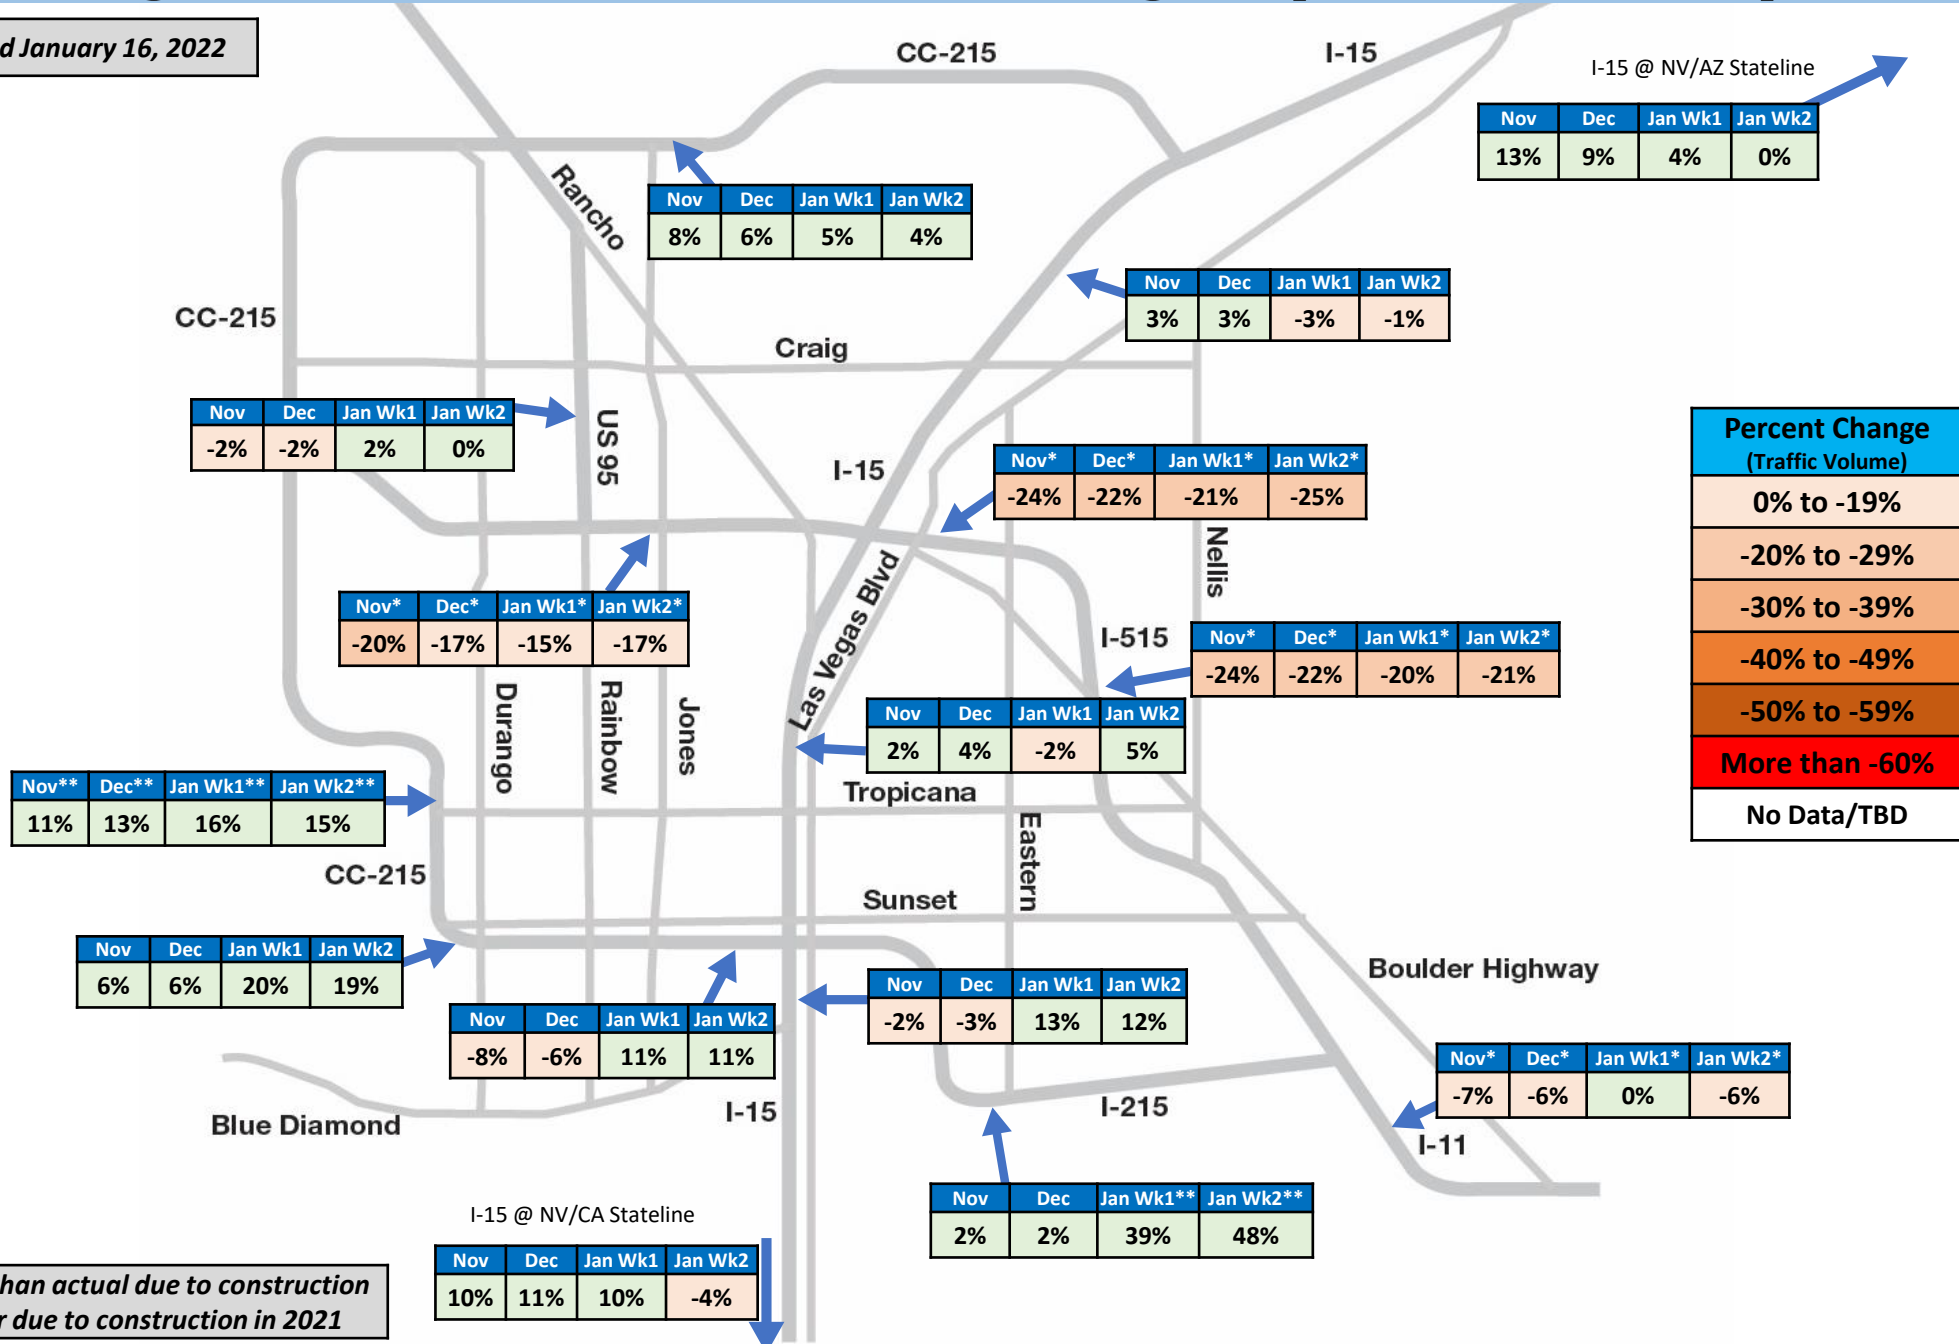 January 16, 2022
CC-215
I-15
I-15 @ NV/AZ Stateline
Nov Dec Jan Wk1 Jan Wk2
13% 9% 4% 0%
Rancho
Nov Dec Jan Wk1 Jan Wk2
8% 6% 5% 4%
Nov Dec Jan Wk1 Jan Wk2
3% 3% -3% -1%
CC-215
Craig
Nov Dec Jan Wk1 Jan Wk2
-2% -2% 2% 0%
US 95
I-15
Nov* Dec* Jan Wk1* Jan Wk2*
-24% -22% -21% -25%
Percent Change
(Traffic Volume)
0% to -19%
-20% to -29%
-30% to -39%
-40% to -49%
-50% to -59%
More than -60%
No Data/TBD
Nellis
Las Vegas Blvd
Nov* Dec* Jan Wk1* Jan Wk2*
-20% -17% -15% -17%
I-515
Nov* Dec* Jan Wk1* Jan Wk2*
-24% -22% -20% -21%
Durango
Rainbow
Jones
Nov Dec Jan Wk1 Jan Wk2
2% 4% -2% 5%
Nov** Dec** Jan Wk1** Jan Wk2**
11% 13% 16% 15%
Tropicana
Eastern
CC-215
Sunset
Nov Dec Jan Wk1 Jan Wk2
6% 6% 20% 19%
Boulder Highway
Nov Dec Jan Wk1 Jan Wk2
-2% -3% 13% 12%
Nov Dec Jan Wk1 Jan Wk2
-8% -6% 11% 11%
Nov* Dec* Jan Wk1* Jan Wk2*
-7% -6% 0% -6%
Blue Diamond
I-15
I-215
I-11
Nov Dec Jan Wk1** Jan Wk2**
2% 2% 39% 48%
I-15 @ NV/CA Stateline
Nov Dec Jan Wk1 Jan Wk2
10% 11% 10% -4%
han actual due to construction
r due to construction in 2021